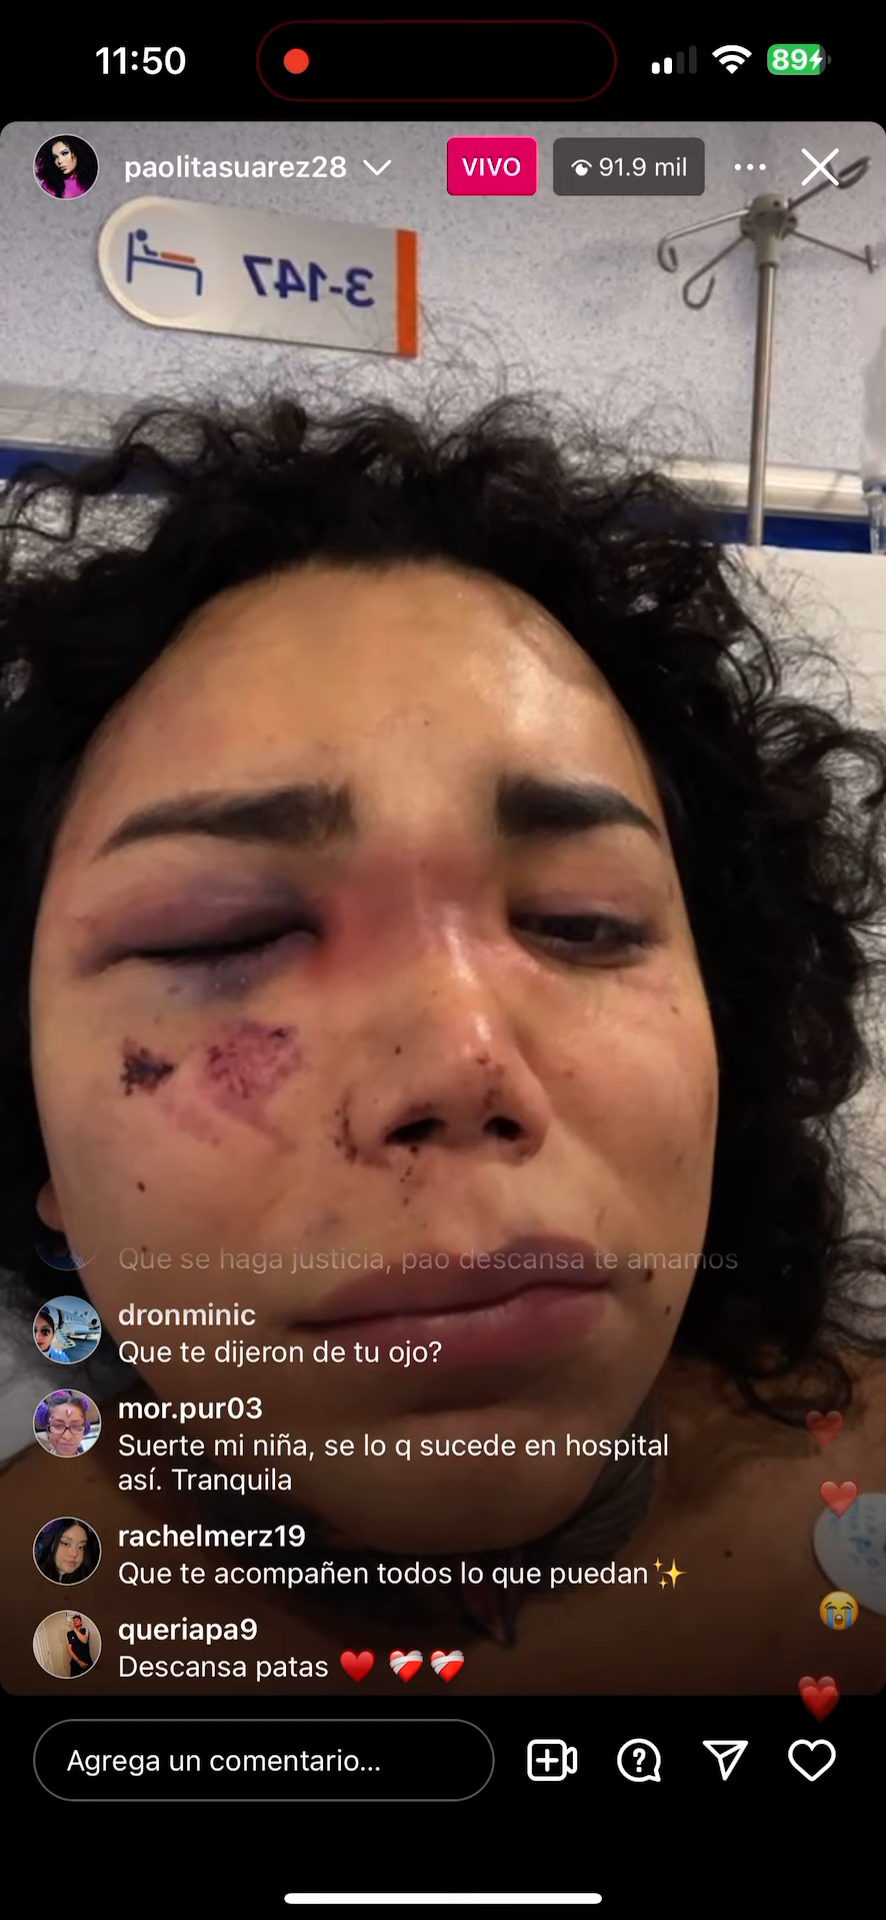 11:50
89
paolitasuarez28
VIVO
91.9 mil
3-147
Que se haga justicia, pao descansa te amamos
dronminic
Que te dijeron de tu ojo?
mor.pur03
Suerte mi niña, se lo q sucede en hospital
así. Tranquila
rachelmerz19
Que te acompañen todos lo que puedan✨
queriapa9
Descansa patas ❤️ ❤️‍🩹❤️‍🩹
Agrega un comentario...